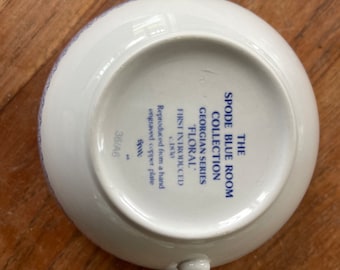 THE
SPODE BLUE ROOM
COLLECTION
GEORGIAN SERIES
'FLORAL'
FIRST INTRODUCED
c.1830
Reproduced from a hand
engraved copper plate